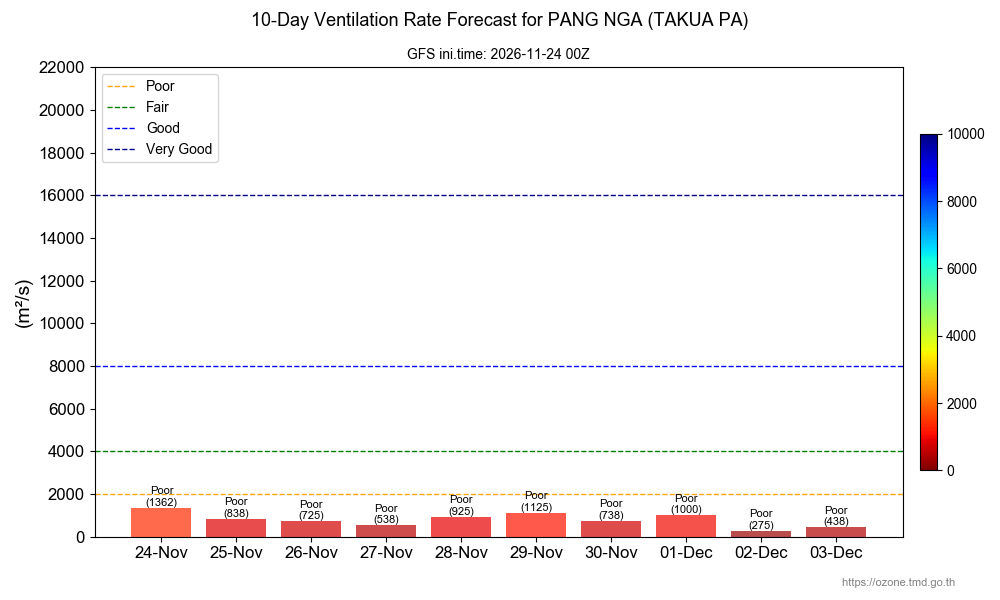 10-Day Ventilation Rate Forecast for PANG NGA (TAKUA PA)
GFS ini.time: 2026-11-24 00Z
22000
20000
18000
16000
14000
12000
10000
8000
6000
4000
2000
0
(m²/s)
Poor
Fair
Good
Very Good
Poor
(1362)
Poor
(838)
Poor
(725)
Poor
(538)
Poor
(925)
Poor
(1125)
Poor
(738)
Poor
(1000)
Poor
(275)
Poor
(438)
24-Nov 25-Nov 26-Nov 27-Nov 28-Nov 29-Nov 30-Nov 01-Dec 02-Dec 03-Dec
10000
8000
6000
4000
2000
0
https://ozone.tmd.go.th